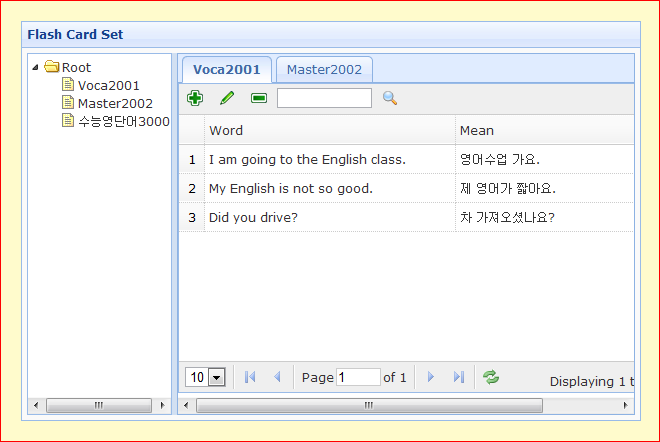 Flash Card Set
Root
Voca2001
Master2002
수능영단어3000
Voca2001 Master2002
Word Mean
1 I am going to the English class. 영어수업 가요.
2 My English is not so good. 제 영어가 짧아요.
3 Did you drive? 차 가져오셨나요?
10 Page 1 of 1 Displaying 1 t